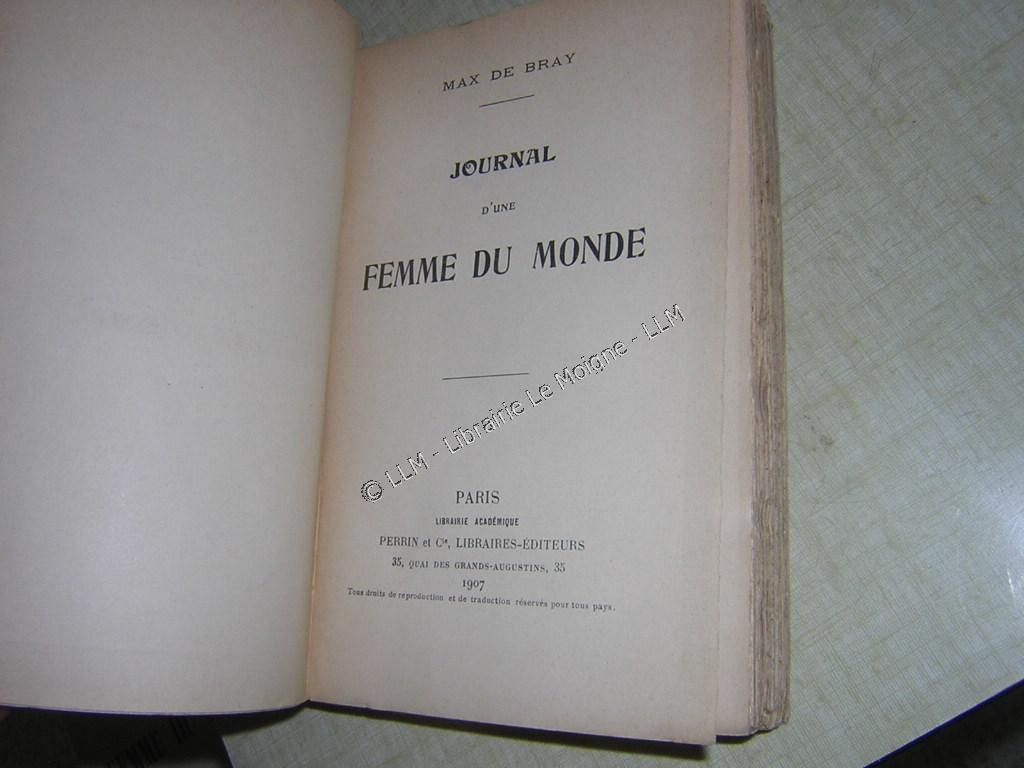 MAX DE BRAY
JOURNAL
D'UNE
FEMME DU MONDE
© LLM - Librairie Le Moigne - LLM
PARIS
LIBRAIRIE ACADÉMIQUE
PERRIN et Cie, LIBRAIRES-ÉDITEURS
35, QUAI DES GRANDS-AUGUSTINS, 35
1907
Tous droits de reproduction et de traduction réservés pour tous pays.
FEMME DU